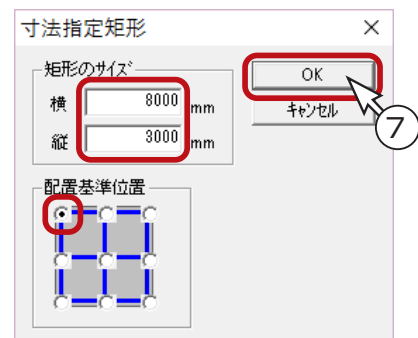 寸法指定矩形
矩形のサイズ
横 8000 mm
縦 3000 mm
OK
キャンセル
7
配置基準位置